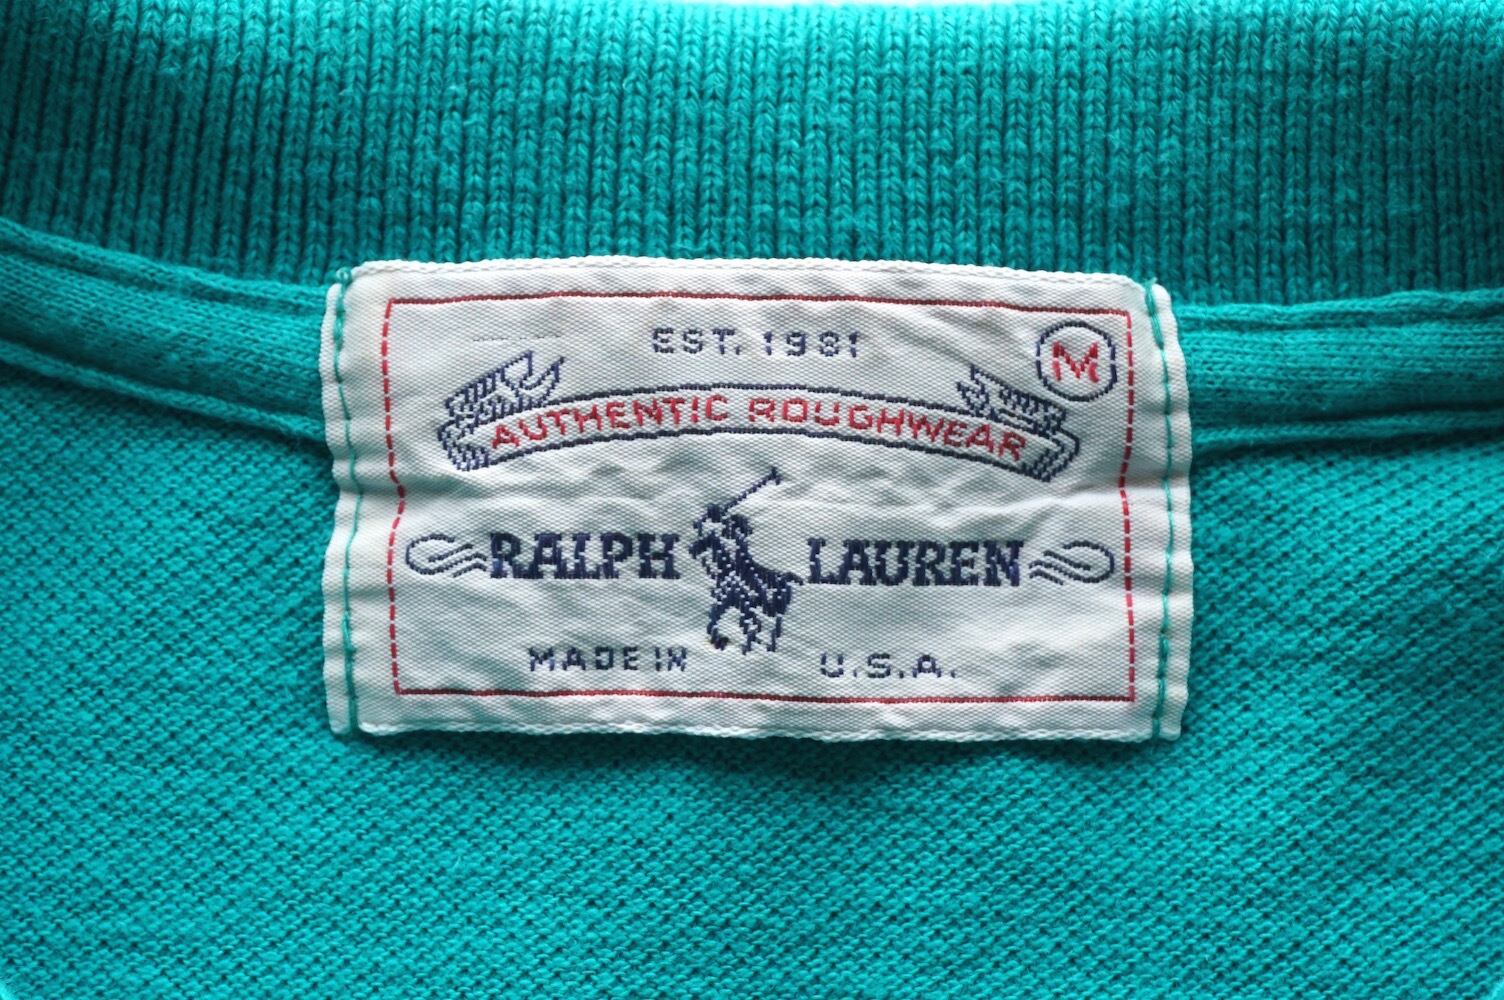 EST. 1981
M
AUTHENTIC ROUGHWEAR
RALPH LAUREN
MADE IN U.S.A.